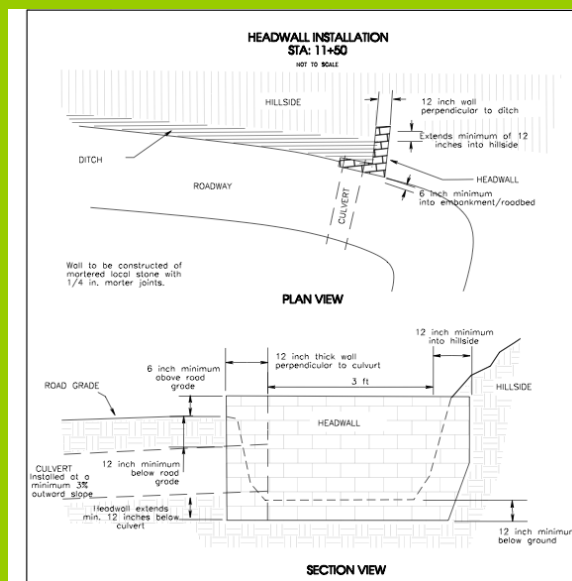 HEADWALL INSTALLATION
STA: 11+50
NOT TO SCALE
HILLSIDE
12 inch wall
perpendicular to ditch
Extends minimum of 12
inches into hillside
DITCH
ROADWAY
HEADWALL
CULVERT
6 inch minimum
into embankment/roadbed
Wall to be constructed of
mortered local stone with
1/4 in. morter joints.
PLAN VIEW
12 inch minimum
into hillside
6 inch minimum
above road
grade
12 inch thick wall
perpendicular to culvurt
3 ft
ROAD GRADE
HILLSIDE
HEADWALL
CULVERT
Installed at a
minimum 3%
outward slope
12 inch minimum
below road
grade
Headwall extends
min. 12 inches below
culvert
12 inch minimum
below ground
SECTION VIEW